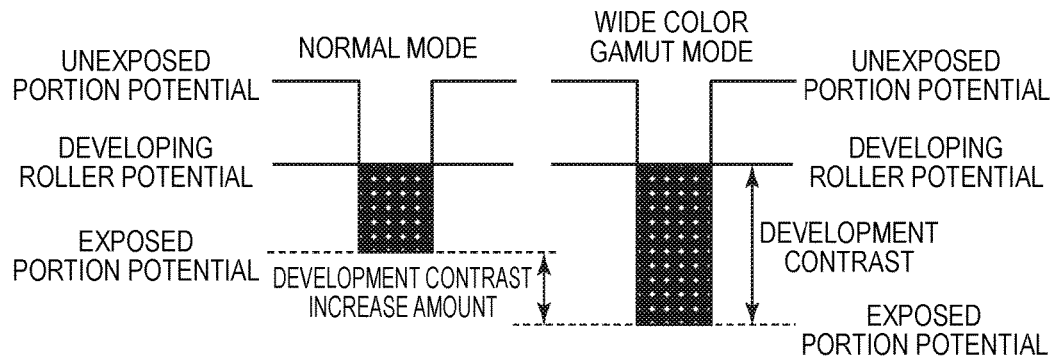 NORMAL MODE
WIDE COLOR
GAMUT MODE
UNEXPOSED
PORTION POTENTIAL
UNEXPOSED
PORTION POTENTIAL
DEVELOPING
ROLLER POTENTIAL
DEVELOPING
ROLLER POTENTIAL
EXPOSED
PORTION POTENTIAL
DEVELOPMENT CONTRAST
INCREASE AMOUNT
DEVELOPMENT
CONTRAST
EXPOSED
PORTION POTENTIAL